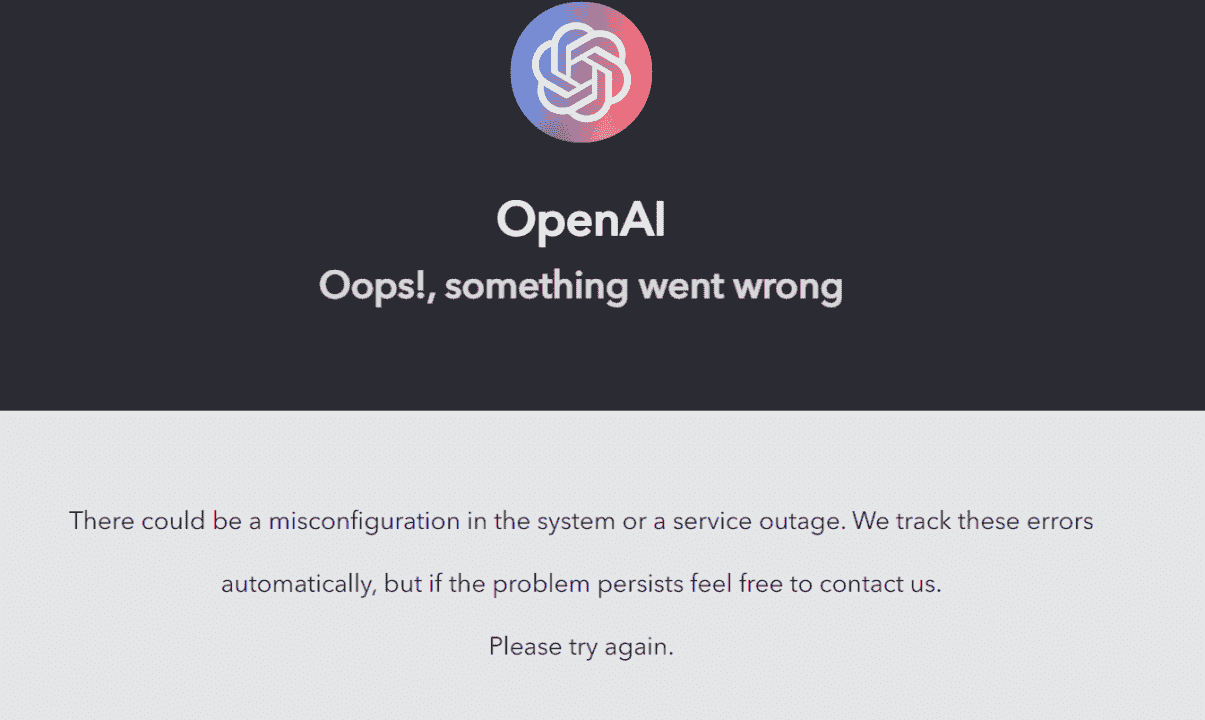 OpenAI
Oops!, something went wrong
There could be a misconfiguration in the system or a service outage. We track these errors
automatically, but if the problem persists feel free to contact us.
Please try again.